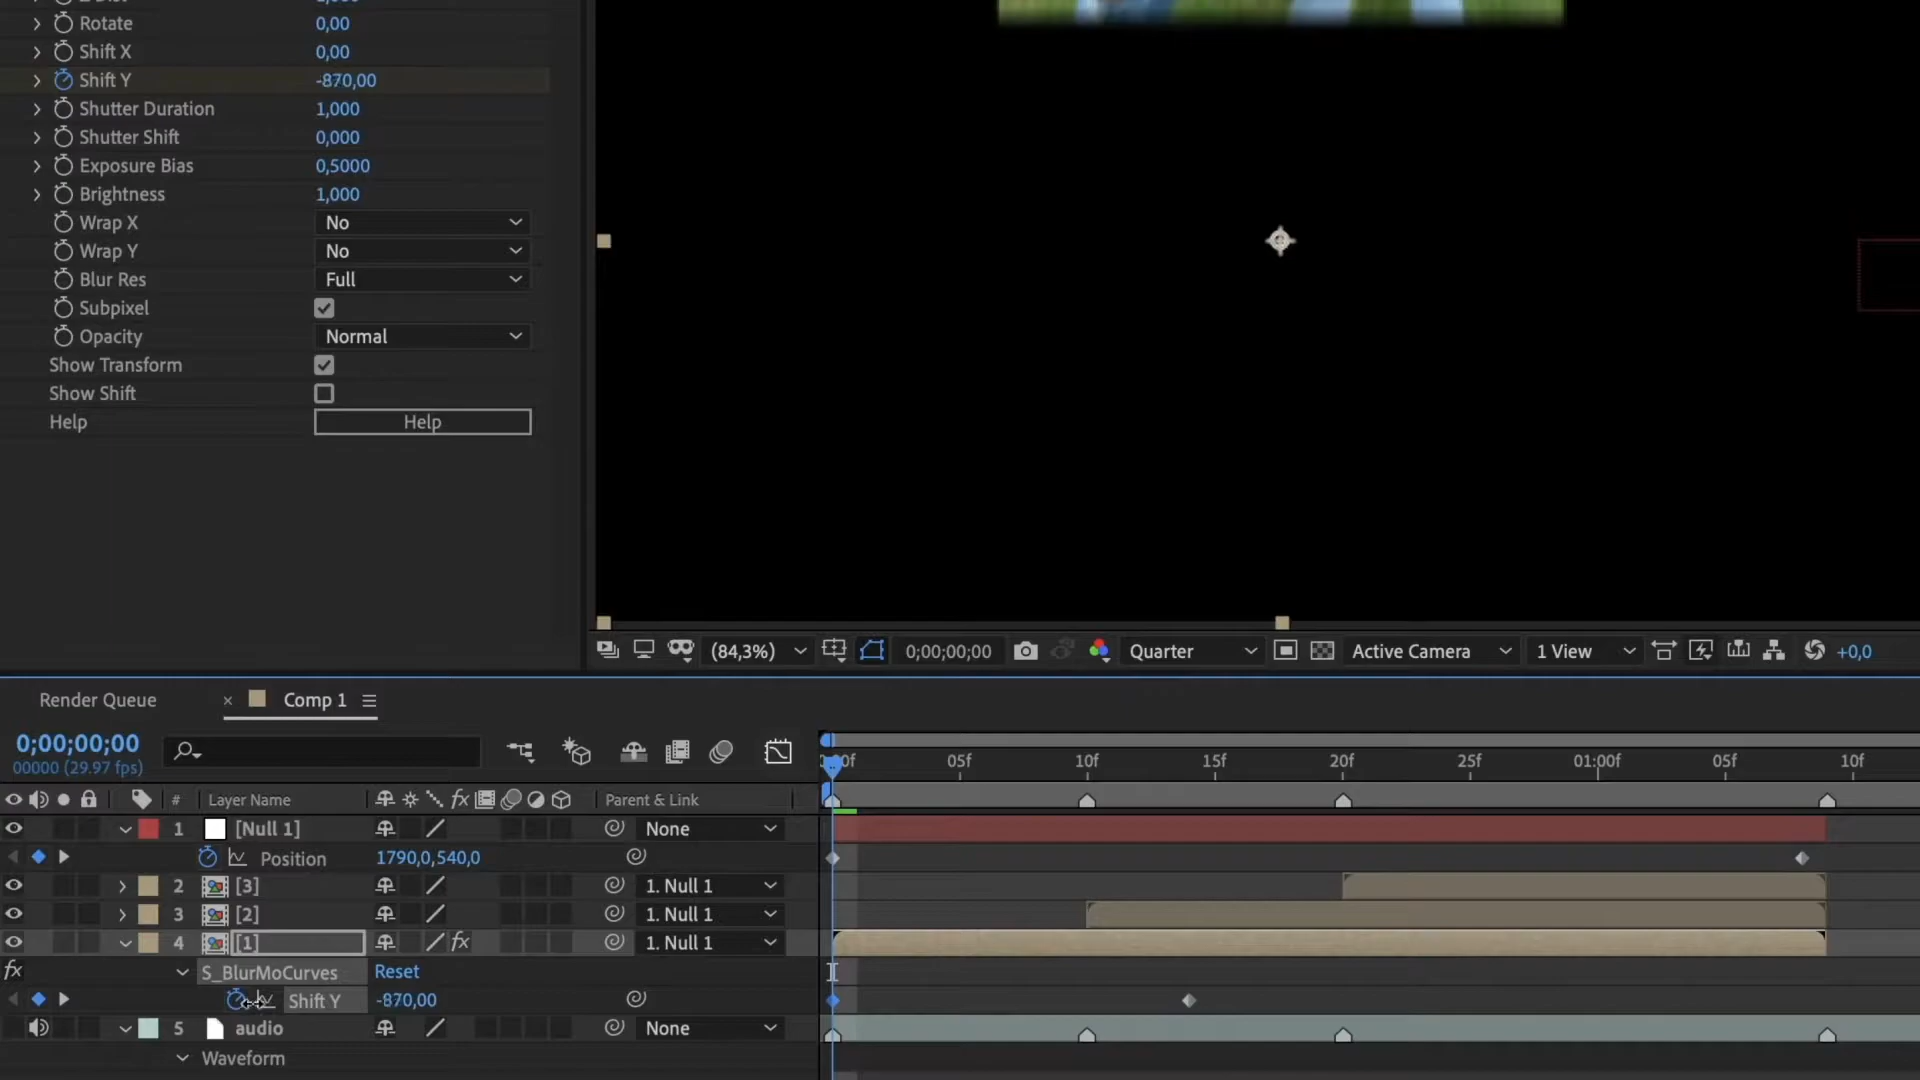 Rotate 0,00
Shift X 0,00
Shift Y -870,00
Shutter Duration 1,000
Shutter Shift 0,000
Exposure Bias 0,5000
Brightness 1,000
Wrap X No
Wrap Y No
Blur Res Full
Subpixel
Opacity Normal
Show Transform
Show Shift
Help Help
(84,3%) 0;00;00;00 Quarter Active Camera 1 View +0,0
Render Queue × Comp 1
0;00;00;00
00000 (29.97 fps)
05f 10f 15f 20f 25f 01:00f 05f 10f
# Layer Name fx Parent & Link
1 [Null 1] None
Position 1790,0,540,0
2 [3] 1. Null 1
3 [2] 1. Null 1
4 [1] fx 1. Null 1
fx S_BlurMoCurves Reset
Shift Y -870,00
5 audio None
Waveform